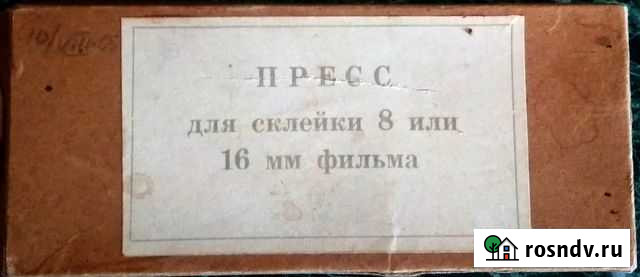 ПРЕСС
для склейки 8 или
16 мм фильма
rosndv.ru